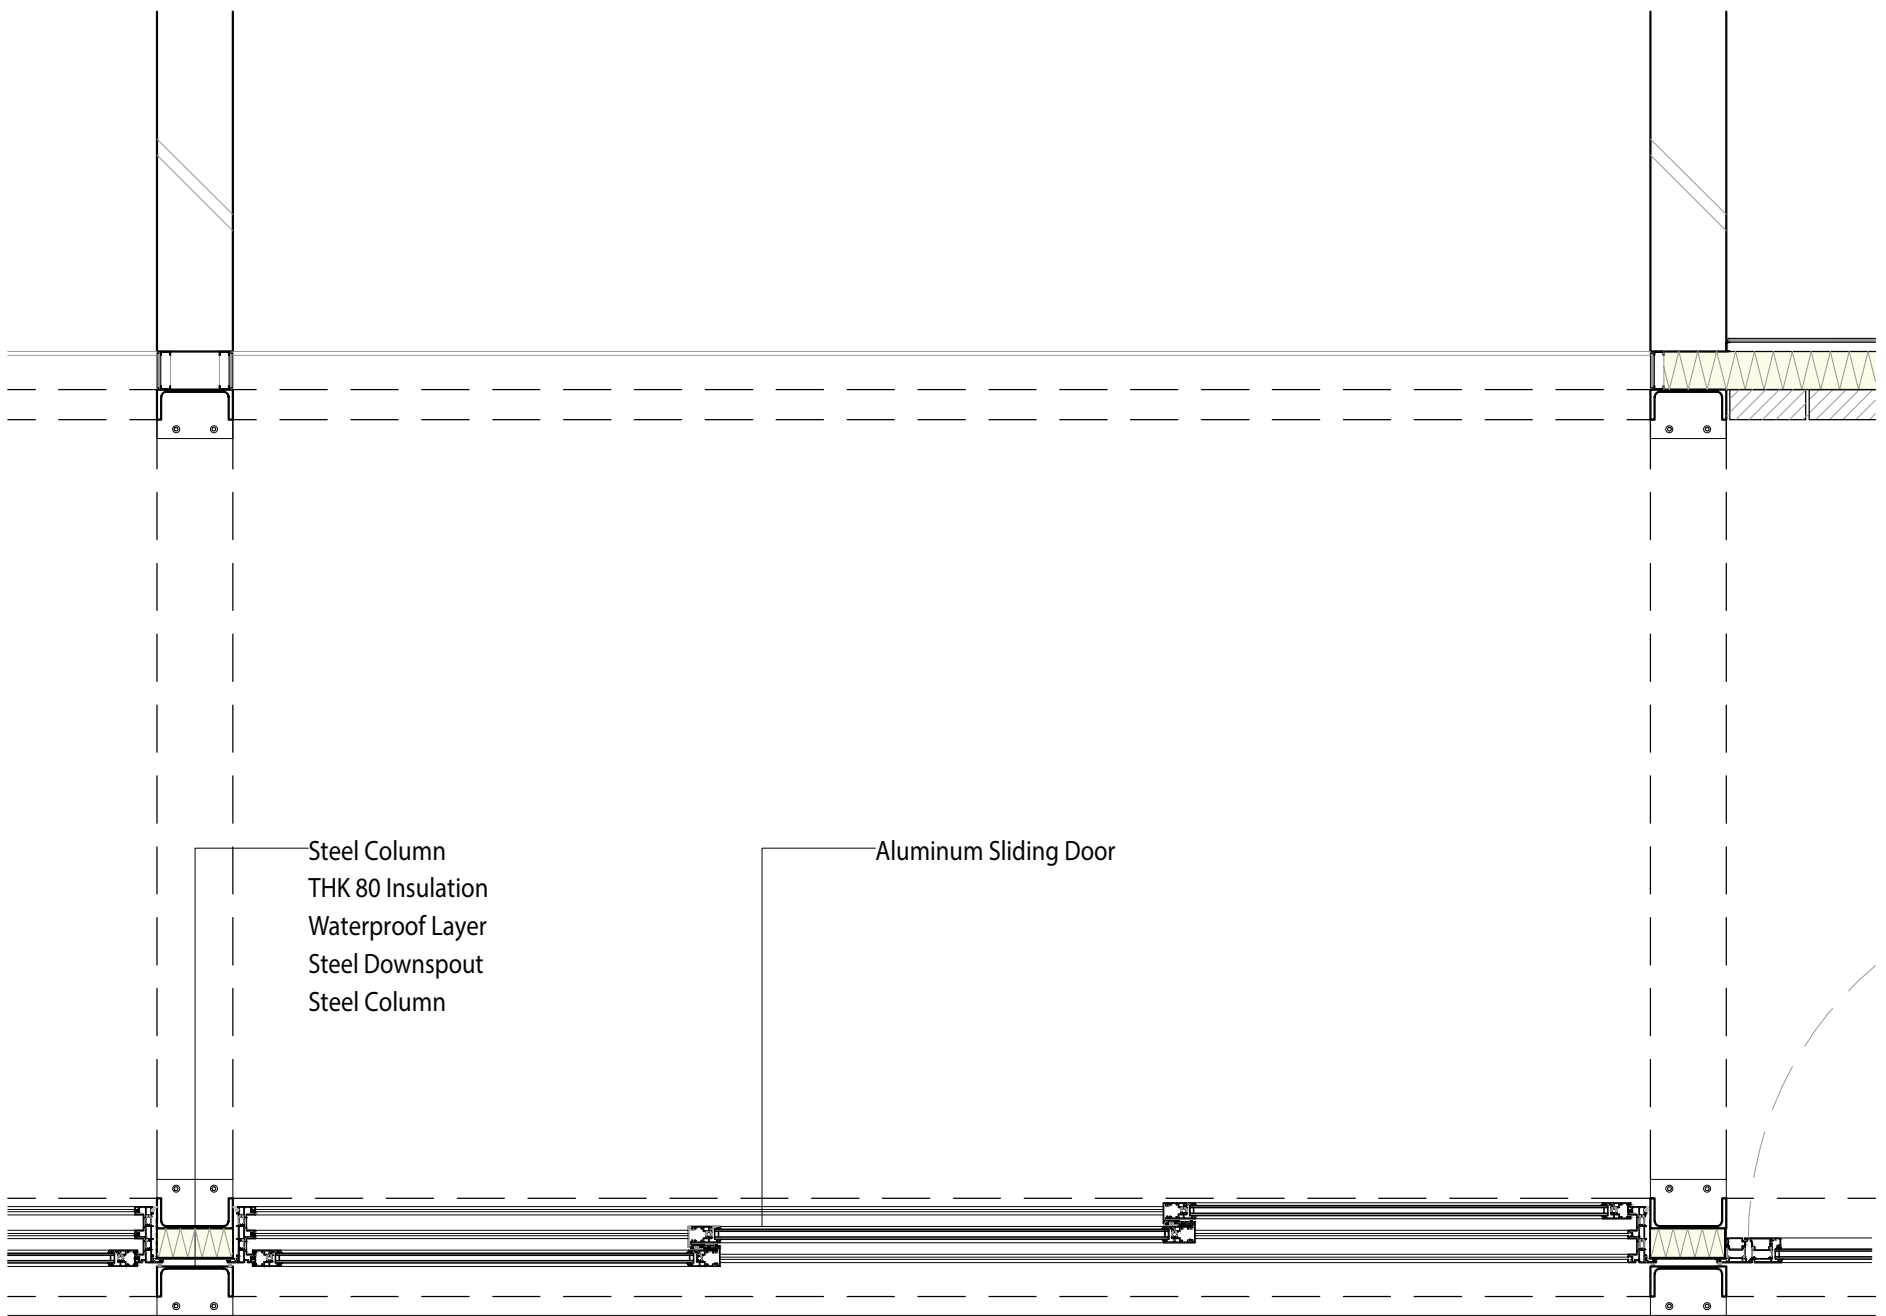 Steel Column
THK 80 Insulation
Waterproof Layer
Steel Downspout
Steel Column
Aluminum Sliding Door